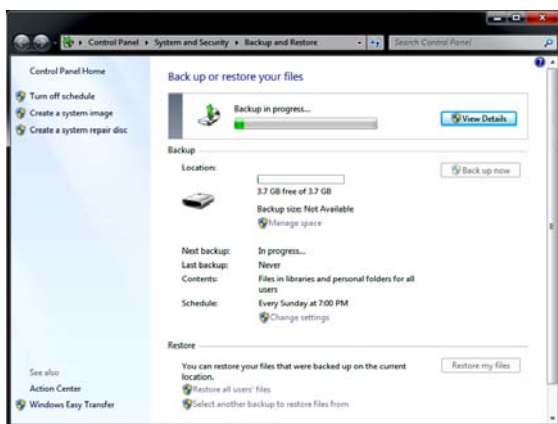 Control Panel ▸ System and Security ▸ Backup and Restore
Search Control Panel
Control Panel Home
Turn off schedule
Create a system image
Create a system repair disc
See also
Action Center
Windows Easy Transfer
Back up or restore your files
Backup in progress...
View Details
Backup
Location:
3.7 GB free of 3.7 GB
Backup size: Not Available
Manage space
Back up now
Next backup: In progress...
Last backup: Never
Contents: Files in libraries and personal folders for all
users
Schedule: Every Sunday at 7:00 PM
Change settings
Restore
You can restore your files that were backed up on the current
location.
Restore my files
Restore all users' files
Select another backup to restore files from